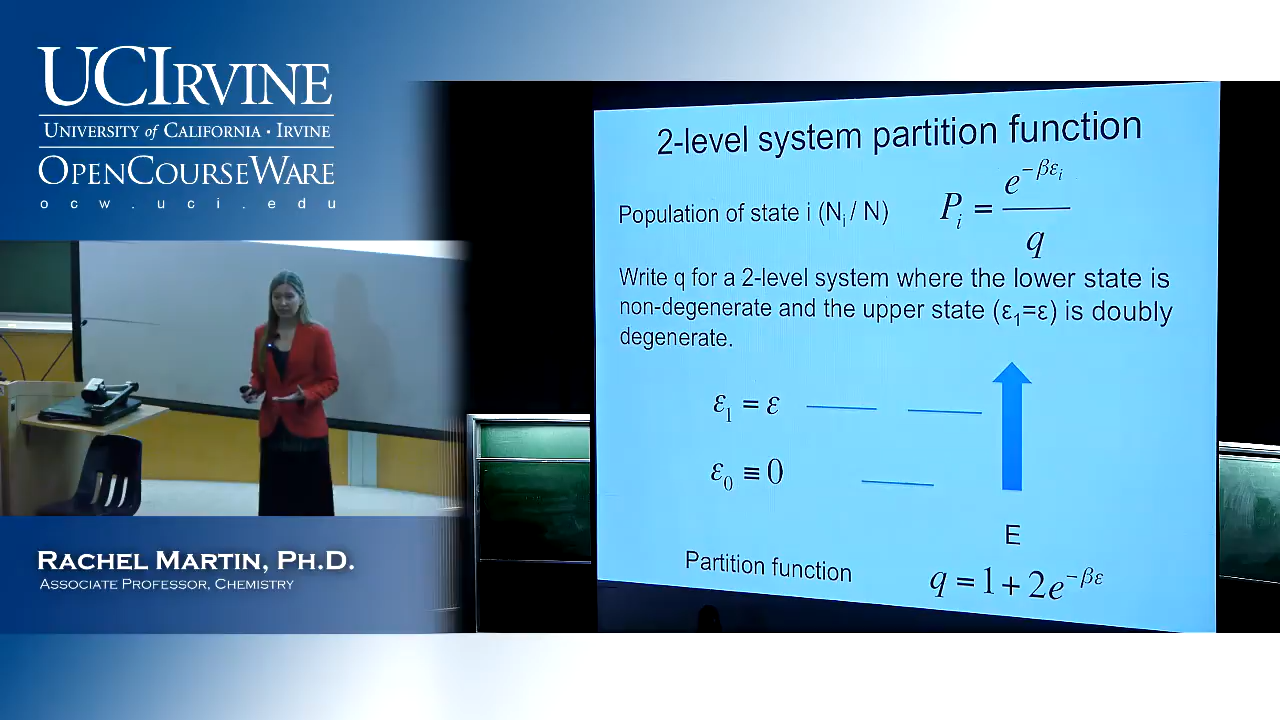 UCIRVINE
UNIVERSITY of CALIFORNIA · IRVINE
OPENCOURSEWARE
ocw.uci.edu
RACHEL MARTIN, PH.D.
ASSOCIATE PROFESSOR, CHEMISTRY
2-level system partition function
Population of state i (Nᵢ / N) Pᵢ = e^(-βεᵢ) / q
Write q for a 2-level system where the lower state is
non-degenerate and the upper state (ε₁=ε) is doubly
degenerate.
ε₁ = ε
ε₀ ≡ 0
E
Partition function q = 1 + 2e^(-βε)